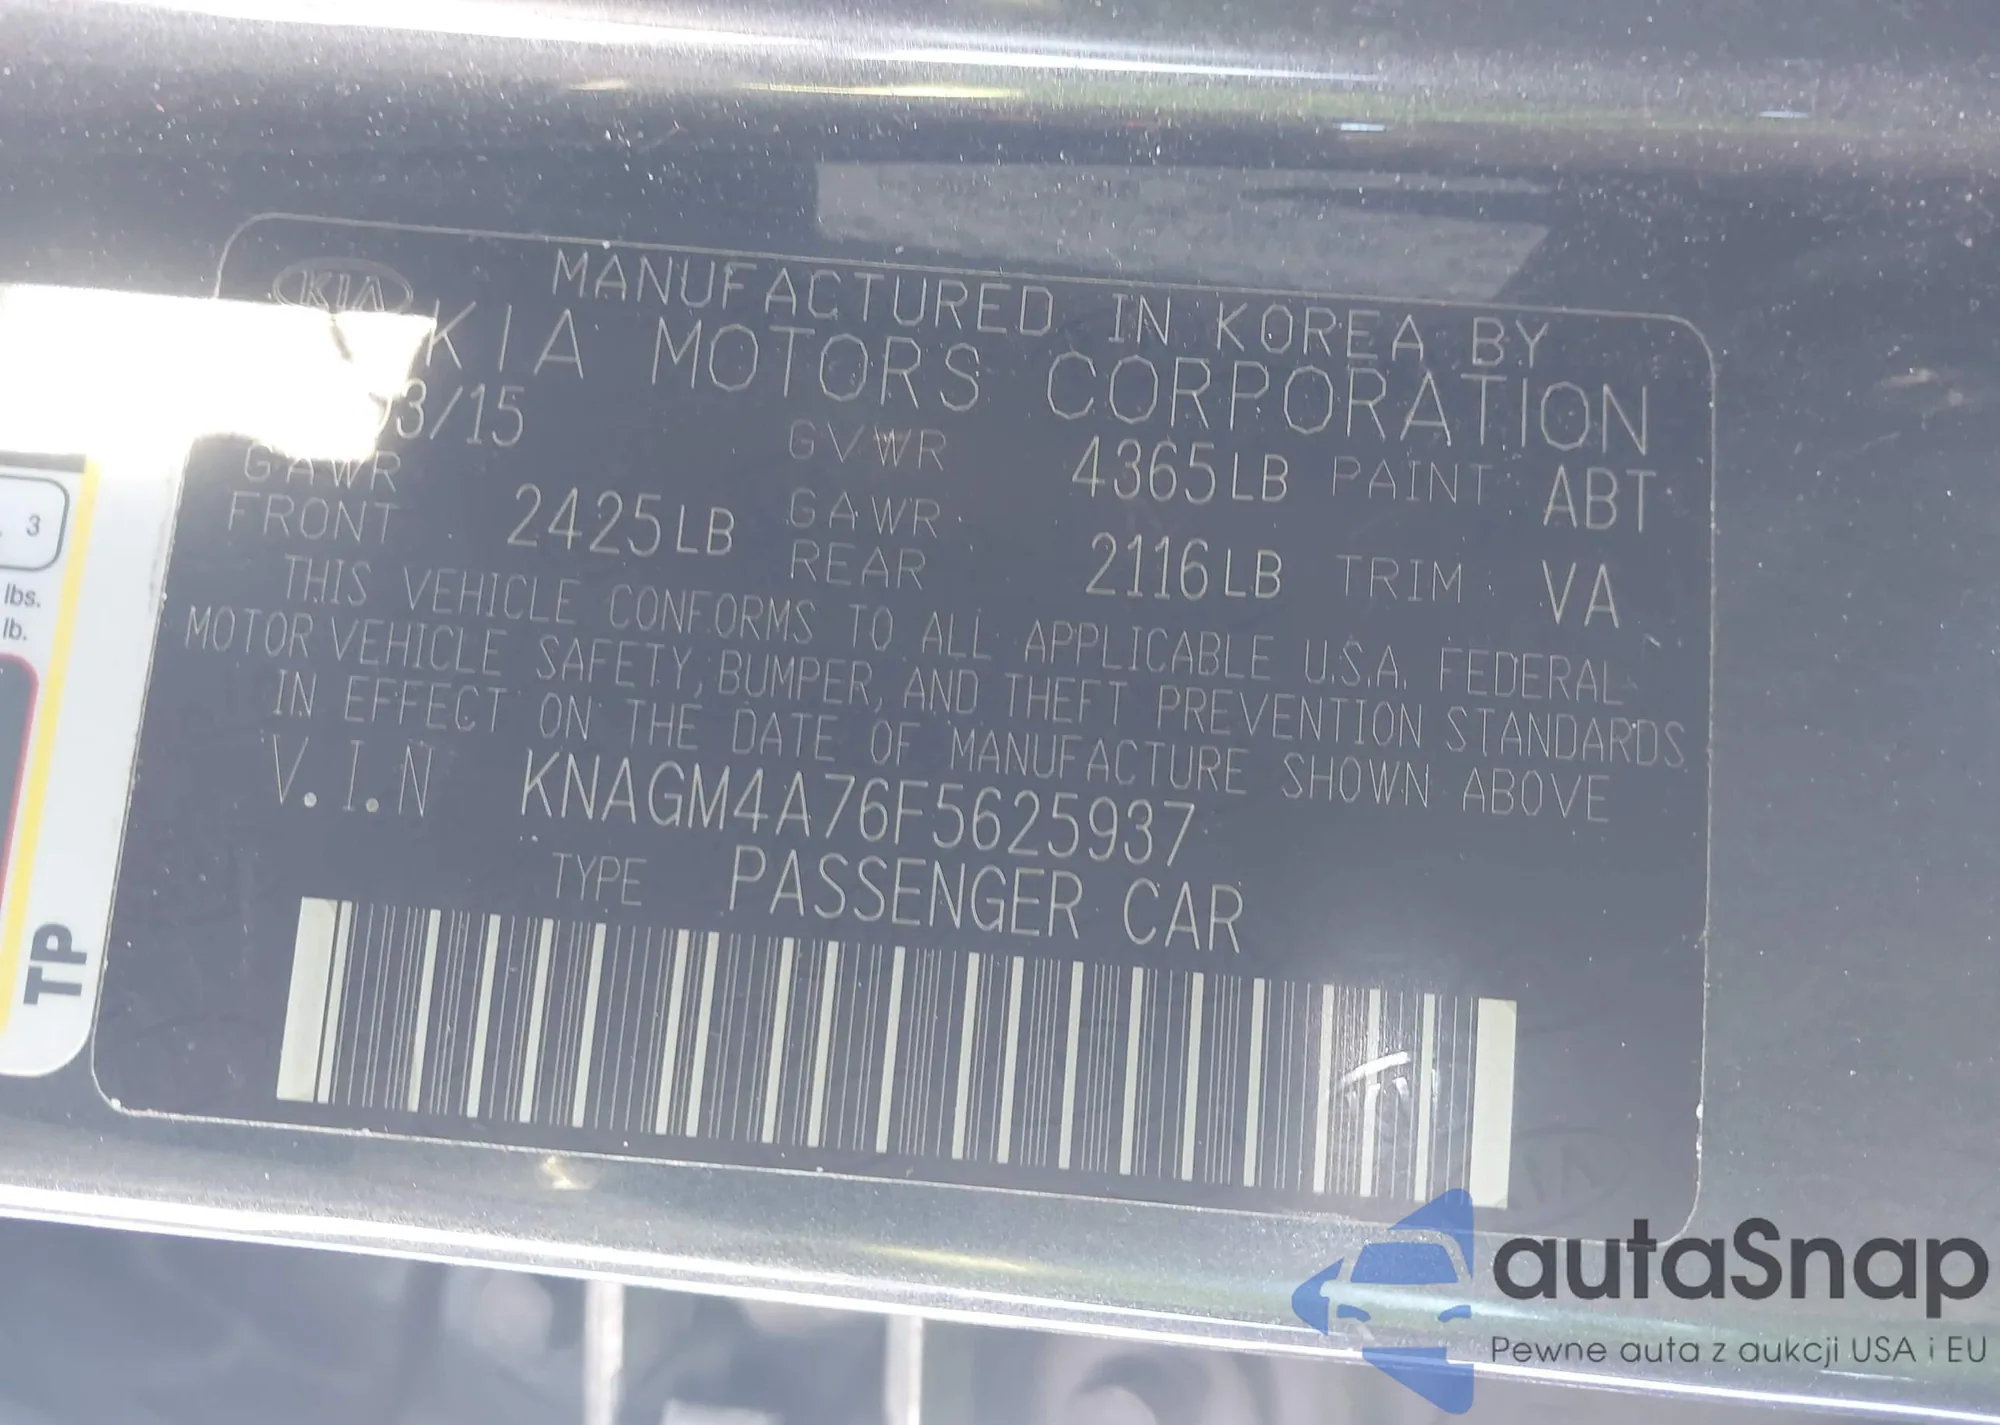 KIA
MANUFACTURED IN KOREA BY
KIA MOTORS CORPORATION
03/15 GVWR 4365LB PAINT: ABT
GAWR FRONT 2425LB GAWR REAR 2116LB TRIM: VA
THIS VEHICLE CONFORMS TO ALL APPLICABLE U.S.A. FEDERAL
MOTOR VEHICLE SAFETY, BUMPER, AND THEFT PREVENTION STANDARDS
IN EFFECT ON THE DATE OF MANUFACTURE SHOWN ABOVE
V.I.N KNAGM4A76F5625937
TYPE PASSENGER CAR
3
lbs.
lb.
TP
autaSnap
Pewne auta z aukcji USA i EU